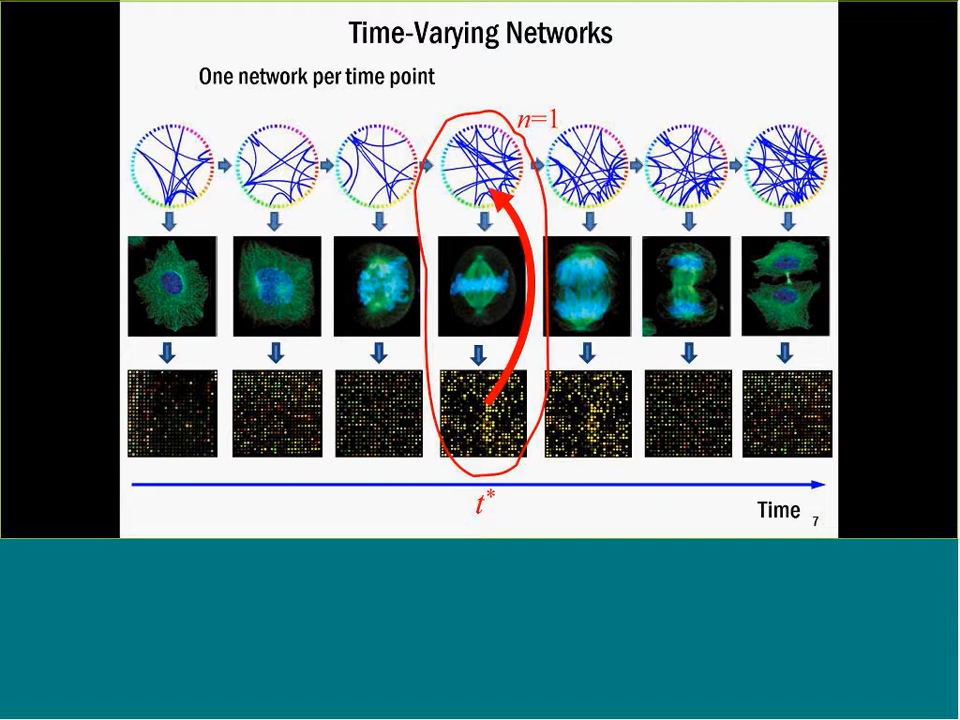 Time-Varying Networks
One network per time point
n=1
t*
Time
7